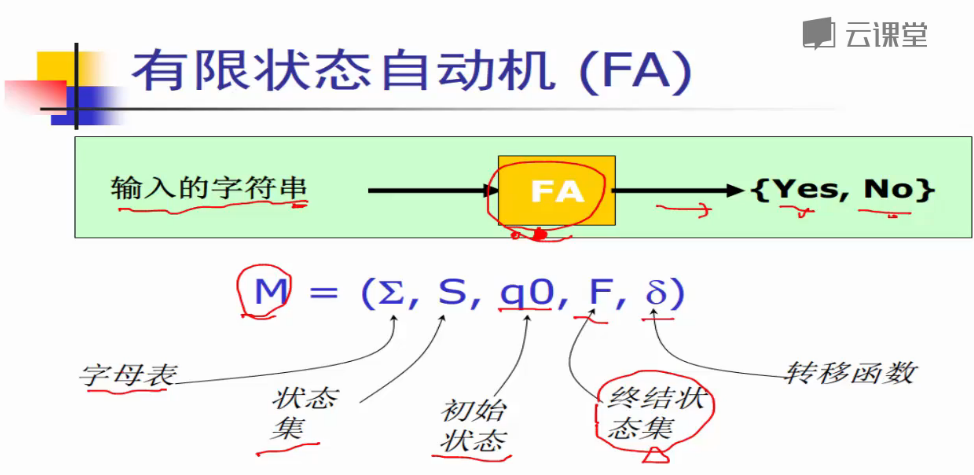 云课堂
有限状态自动机 (FA)
输入的字符串
FA
{Yes, No}
M = (Σ, S, q0, F, δ)
字母表
状态
集
初始
状态
终结状
态集
转移函数